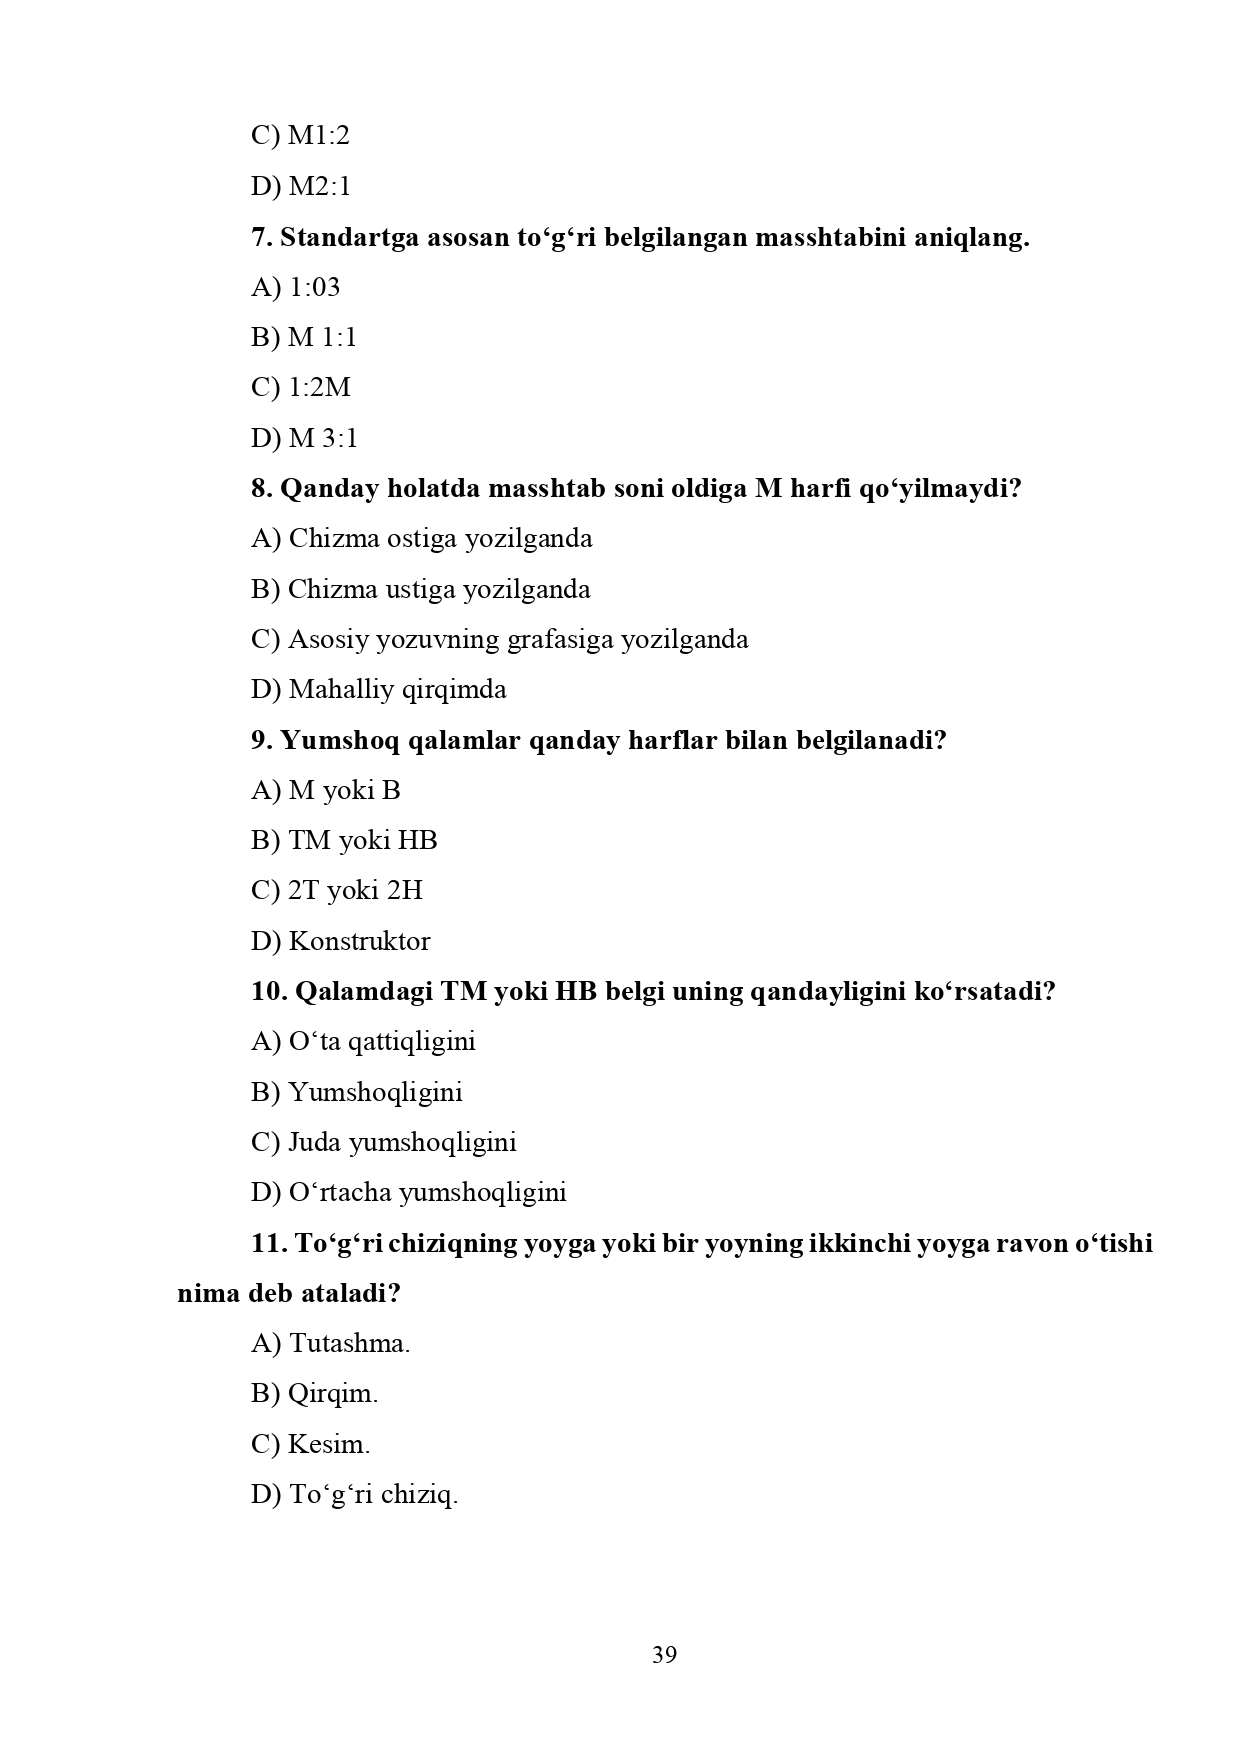 C) M1:2
D) M2:1
7. Standartga asosan to‘g‘ri belgilangan masshtabini aniqlang.
A) 1:03
B) M 1:1
C) 1:2M
D) M 3:1
8. Qanday holatda masshtab soni oldiga M harfi qo‘yilmaydi?
A) Chizma ostiga yozilganda
B) Chizma ustiga yozilganda
C) Asosiy yozuvning grafasiga yozilganda
D) Mahalliy qirqimda
9. Yumshoq qalamlar qanday harflar bilan belgilanadi?
A) M yoki B
B) TM yoki HB
C) 2T yoki 2H
D) Konstruktor
10. Qalamdagi TM yoki HB belgi uning qandayligini ko‘rsatadi?
A) O‘ta qattiqligini
B) Yumshoqligini
C) Juda yumshoqligini
D) O‘rtacha yumshoqligini
11. To‘g‘ri chiziqning yoyga yoki bir yoyning ikkinchi yoyga ravon o‘tishi
nima deb ataladi?
A) Tutashma.
B) Qirqim.
C) Kesim.
D) To‘g‘ri chiziq.
39